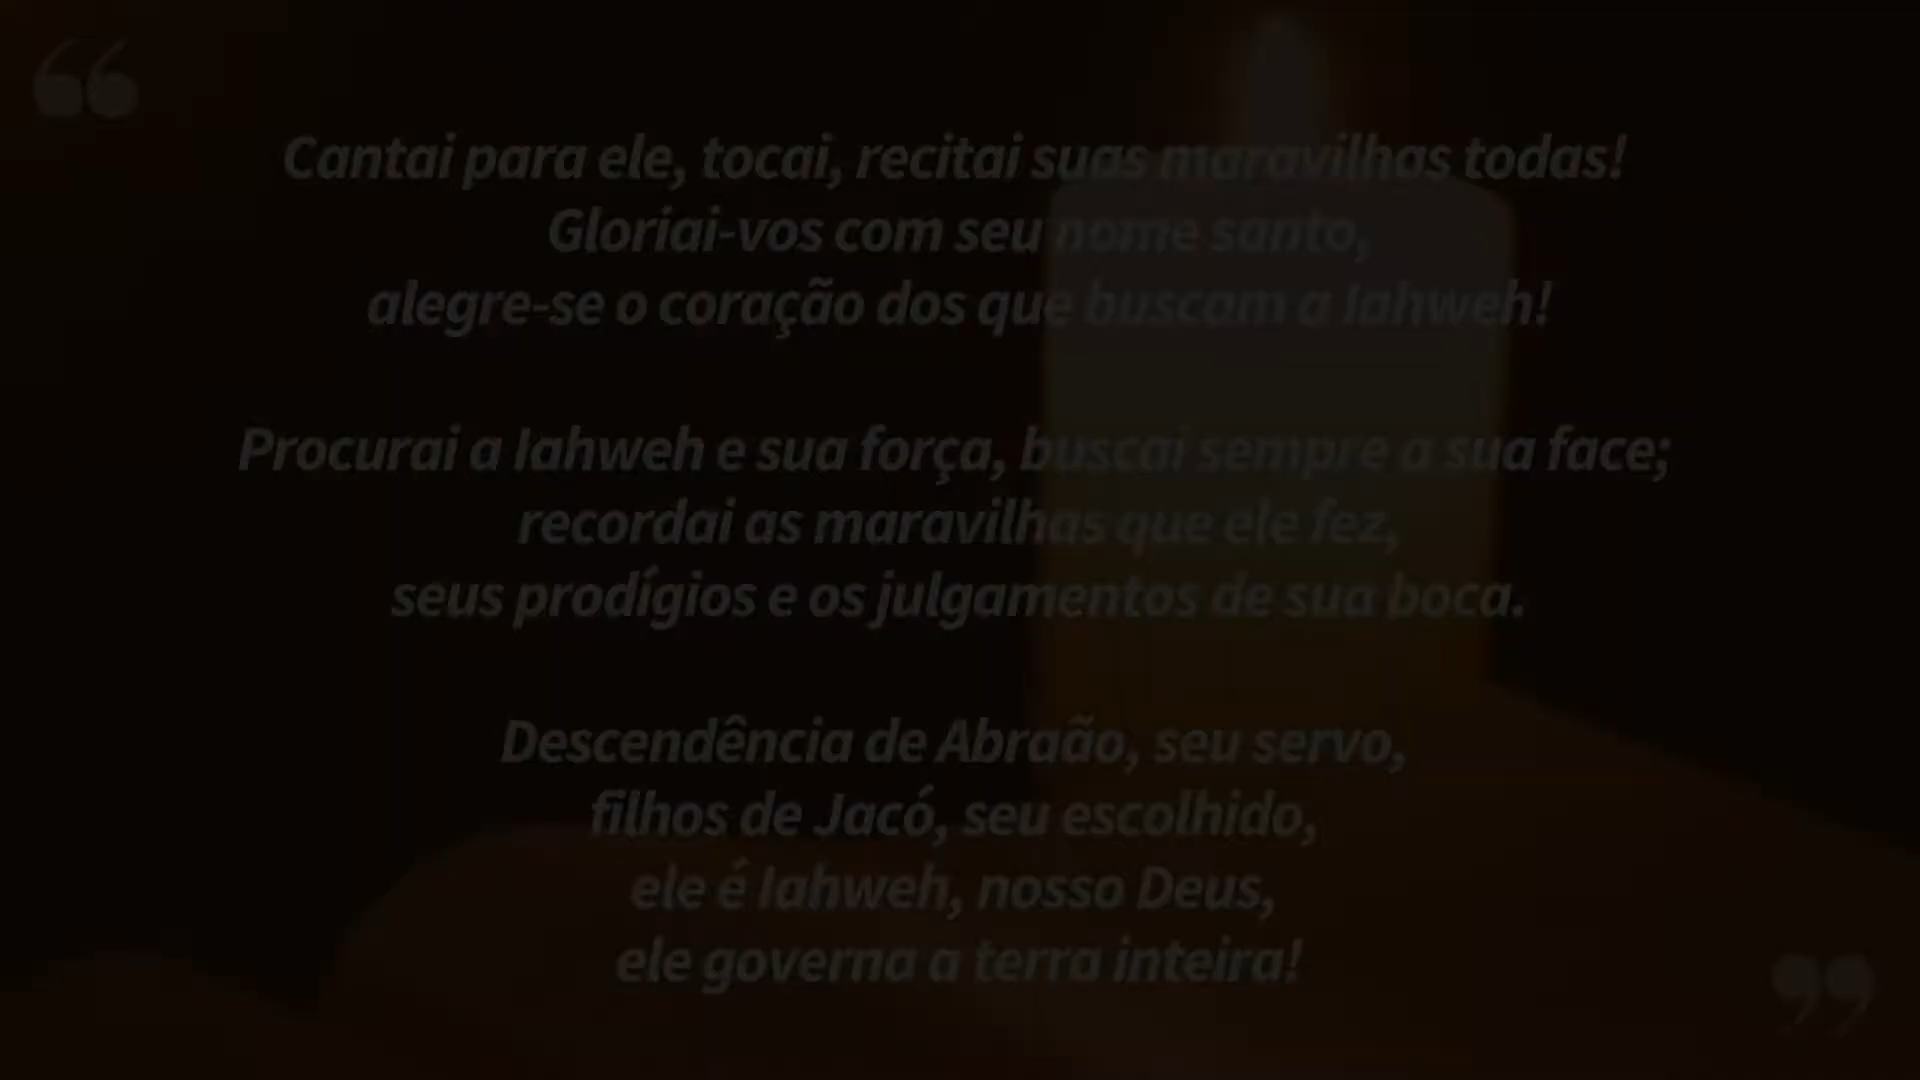 “
Cantai para ele, tocai, recitai suas maravilhas todas!
Gloriai-vos com seu nome santo,
alegre-se o coração dos que buscam a Iahweh!
Procurai a Iahweh e sua força, buscai sempre a sua face;
recordai as maravilhas que ele fez,
seus prodígios e os julgamentos de sua boca.
Descendência de Abraão, seu servo,
filhos de Jacó, seu escolhido,
ele é Iahweh, nosso Deus,
ele governa a terra inteira!
”